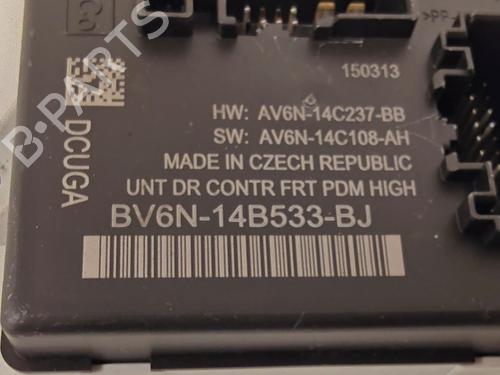 >PP
150313
HW: AV6N-14C237-BB
SW: AV6N-14C108-AH
MADE IN CZECH REPUBLIC
UNT DR CONTR FRT PDM HIGH
BV6N-14B533-BJ
DCUGA
B-PARTS